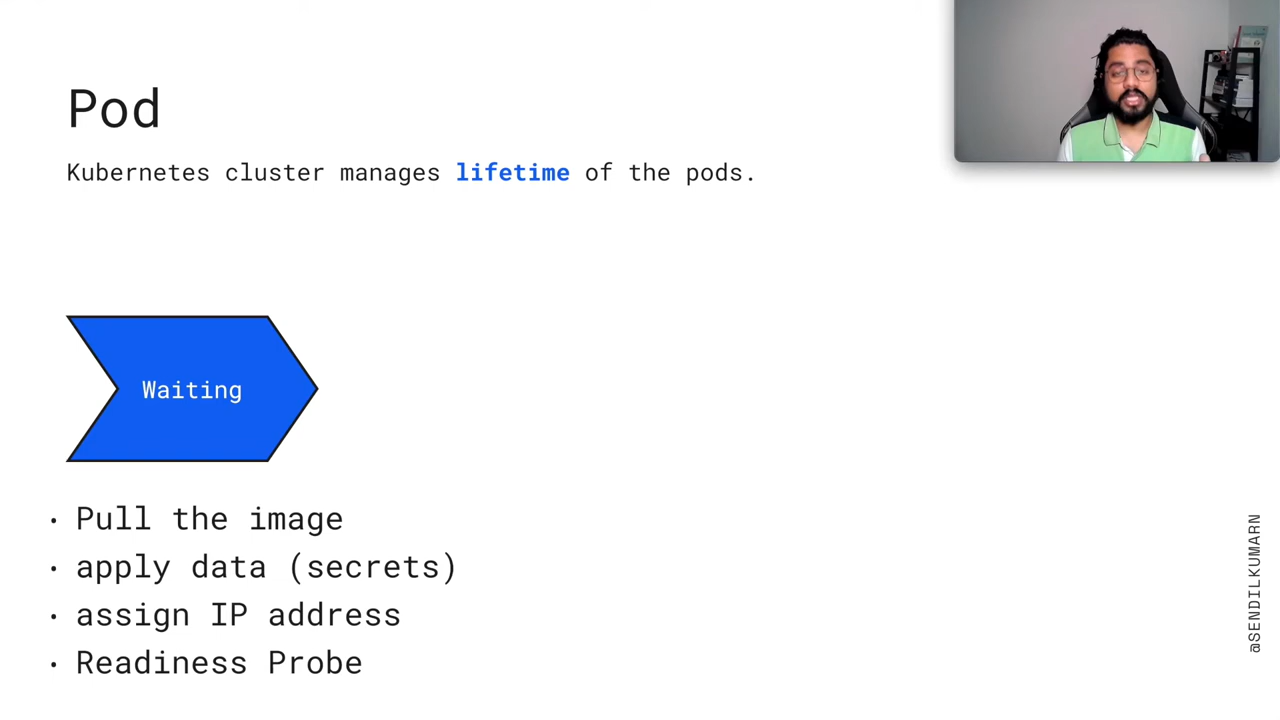 Pod
Kubernetes cluster manages lifetime of the pods.
Waiting
• Pull the image
• apply data (secrets)
• assign IP address
• Readiness Probe
@SENDILKUMARN